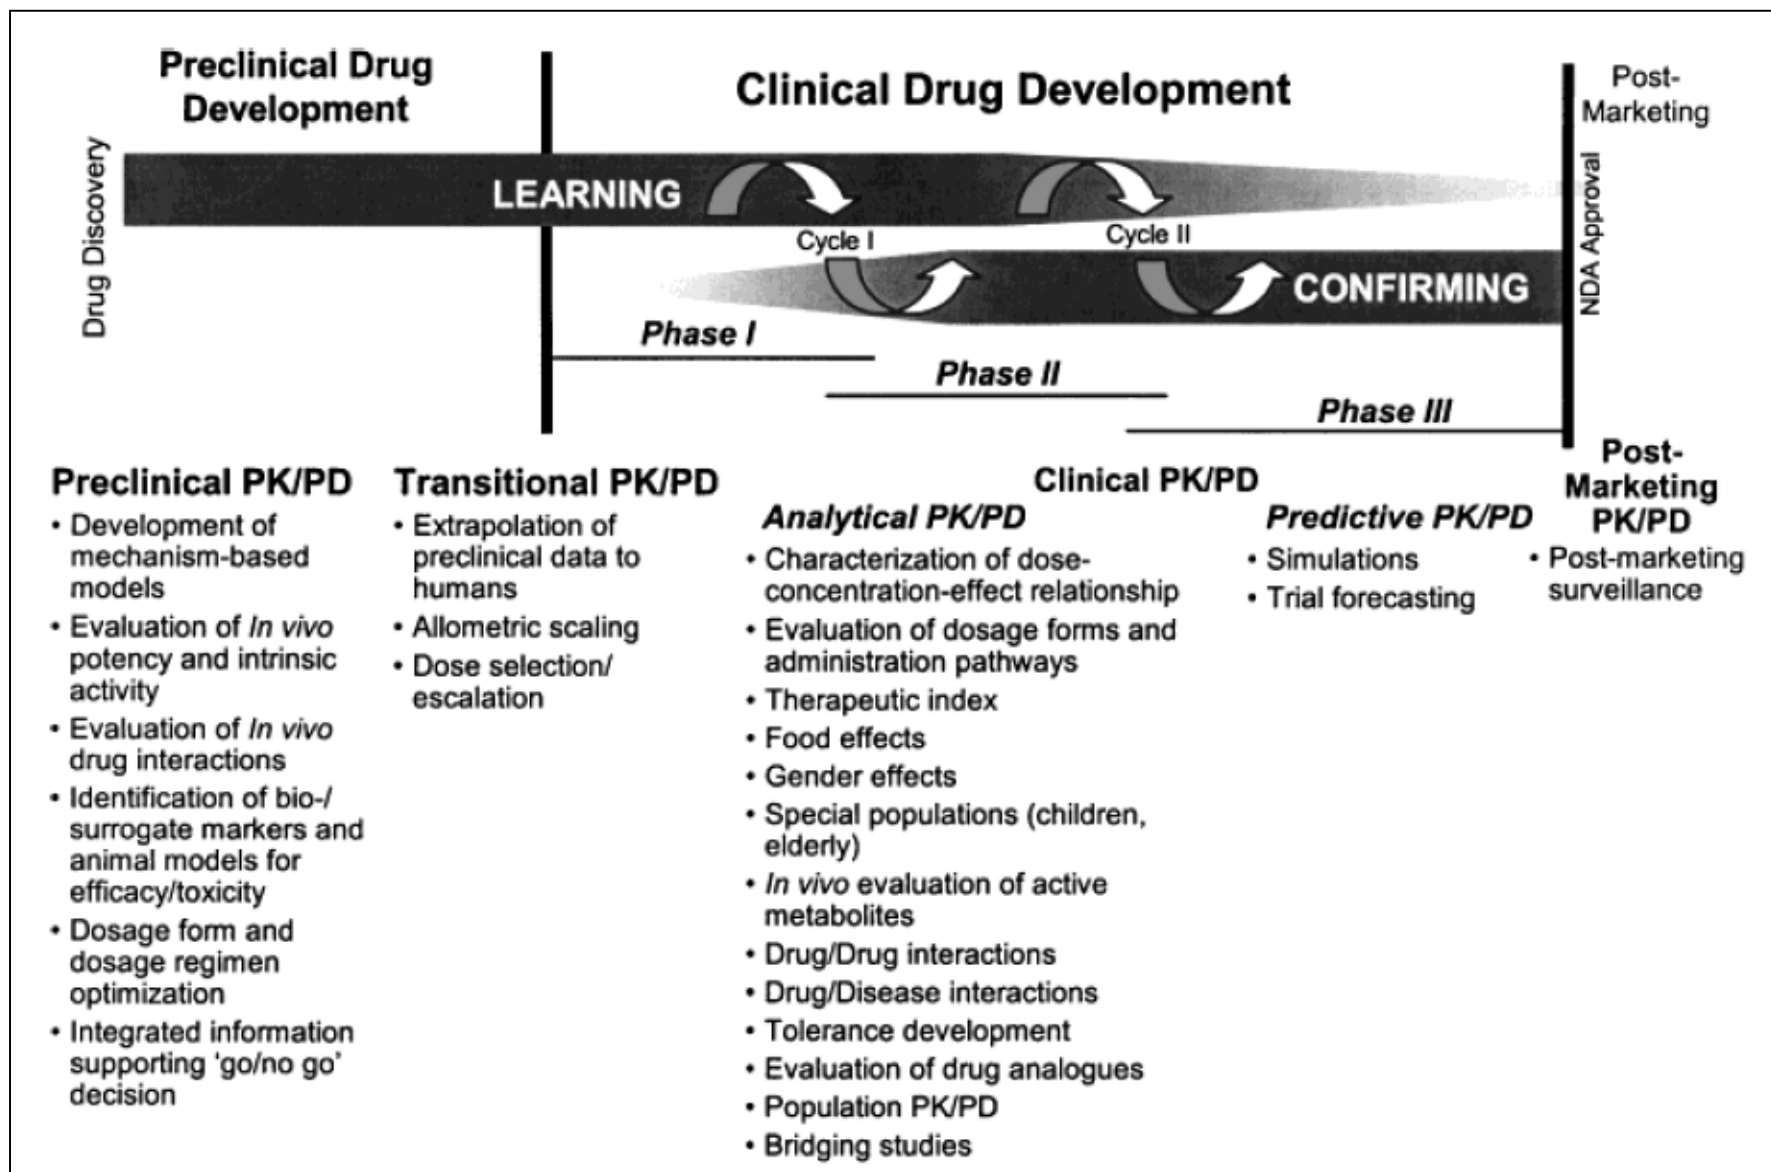 Preclinical Drug
Development
Clinical Drug Development
Post-
Marketing
Drug Discovery
LEARNING
Cycle I
Cycle II
CONFIRMING
NDA Approval
Phase I
Phase II
Phase III
Preclinical PK/PD
• Development of
mechanism-based
models
• Evaluation of In vivo
potency and intrinsic
activity
• Evaluation of In vivo
drug interactions
• Identification of bio-/
surrogate markers and
animal models for
efficacy/toxicity
• Dosage form and
dosage regimen
optimization
• Integrated information
supporting ‘go/no go’
decision
Transitional PK/PD
• Extrapolation of
preclinical data to
humans
• Allometric scaling
• Dose selection/
escalation
Clinical PK/PD
Analytical PK/PD
• Characterization of dose-
concentration-effect relationship
• Evaluation of dosage forms and
administration pathways
• Therapeutic index
• Food effects
• Gender effects
• Special populations (children,
elderly)
• In vivo evaluation of active
metabolites
• Drug/Drug interactions
• Drug/Disease interactions
• Tolerance development
• Evaluation of drug analogues
• Population PK/PD
• Bridging studies
Predictive PK/PD
• Simulations
• Trial forecasting
Post-
Marketing
PK/PD
• Post-marketing
surveillance